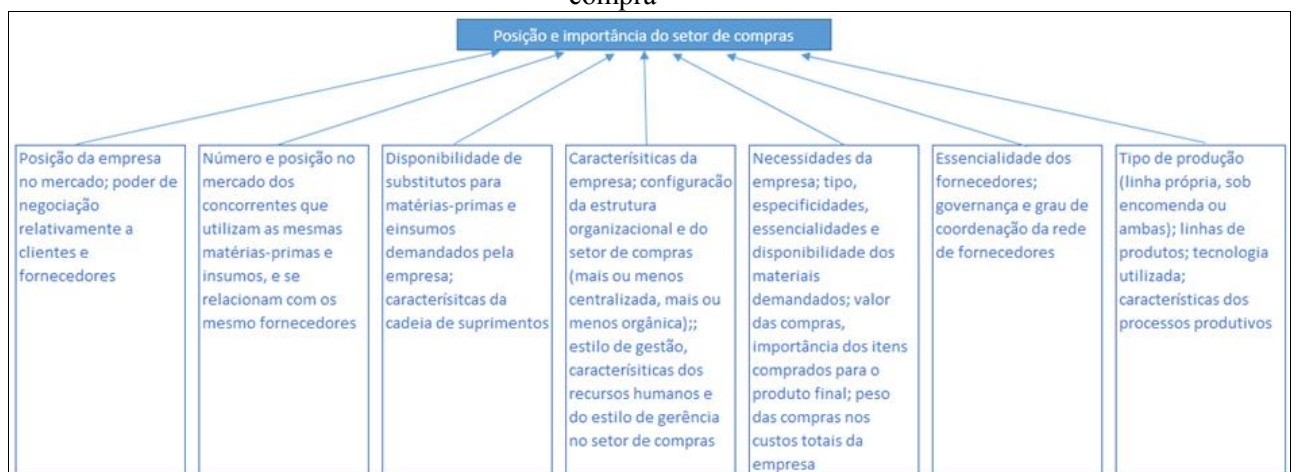 compra
Posição e importância do setor de compras
Posição da empresa
no mercado; poder de
negociação
relativamente a
clientes e
fornecedores
Número e posição no
mercado dos
concorrentes que
utilizam as mesmas
matérias-primas e
insumos, e se
relacionam com os
mesmo fornecedores
Disponibilidade de
substitutos para
matérias-primas e
einsumos
demandados pela
empresa;
caracterísitcas da
cadeia de suprimentos
Caracterísiticas da
empresa; configuracão
da estrutura
organizacional e do
setor de compras
(mais ou menos
centralizada, mais ou
menos orgânica);;
estilo de gestão,
caracterísiticas dos
recursos humanos e
do estilo de gerência
no setor de compras
Necessidades da
empresa; tipo,
especificidades,
essencialidades e
disponibilidade dos
materiais
demandados; valor
das compras,
importância dos itens
comprados para o
produto final; peso
das compras nos
custos totais da
empresa
Essencialidade dos
fornecedores;
governança e grau de
coordenação da rede
de fornecedores
Tipo de produção
(linha própria, sob
encomenda ou
ambas); linhas de
produtos; tecnologia
utilizada;
características dos
processos produtivos